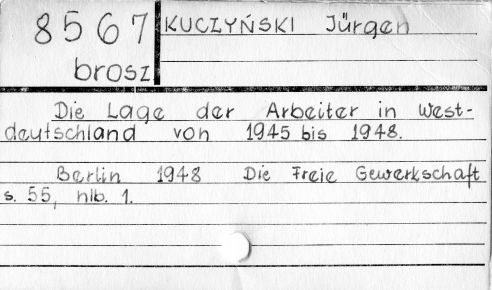 8567
brosz
KUCZYŃSKI Jürgen
Die Lage der Arbeiter in West-
deutschland von 1945 bis 1948.
Berlin 1948 Die Freie Gewerkschaft
s. 55, nlb. 1.